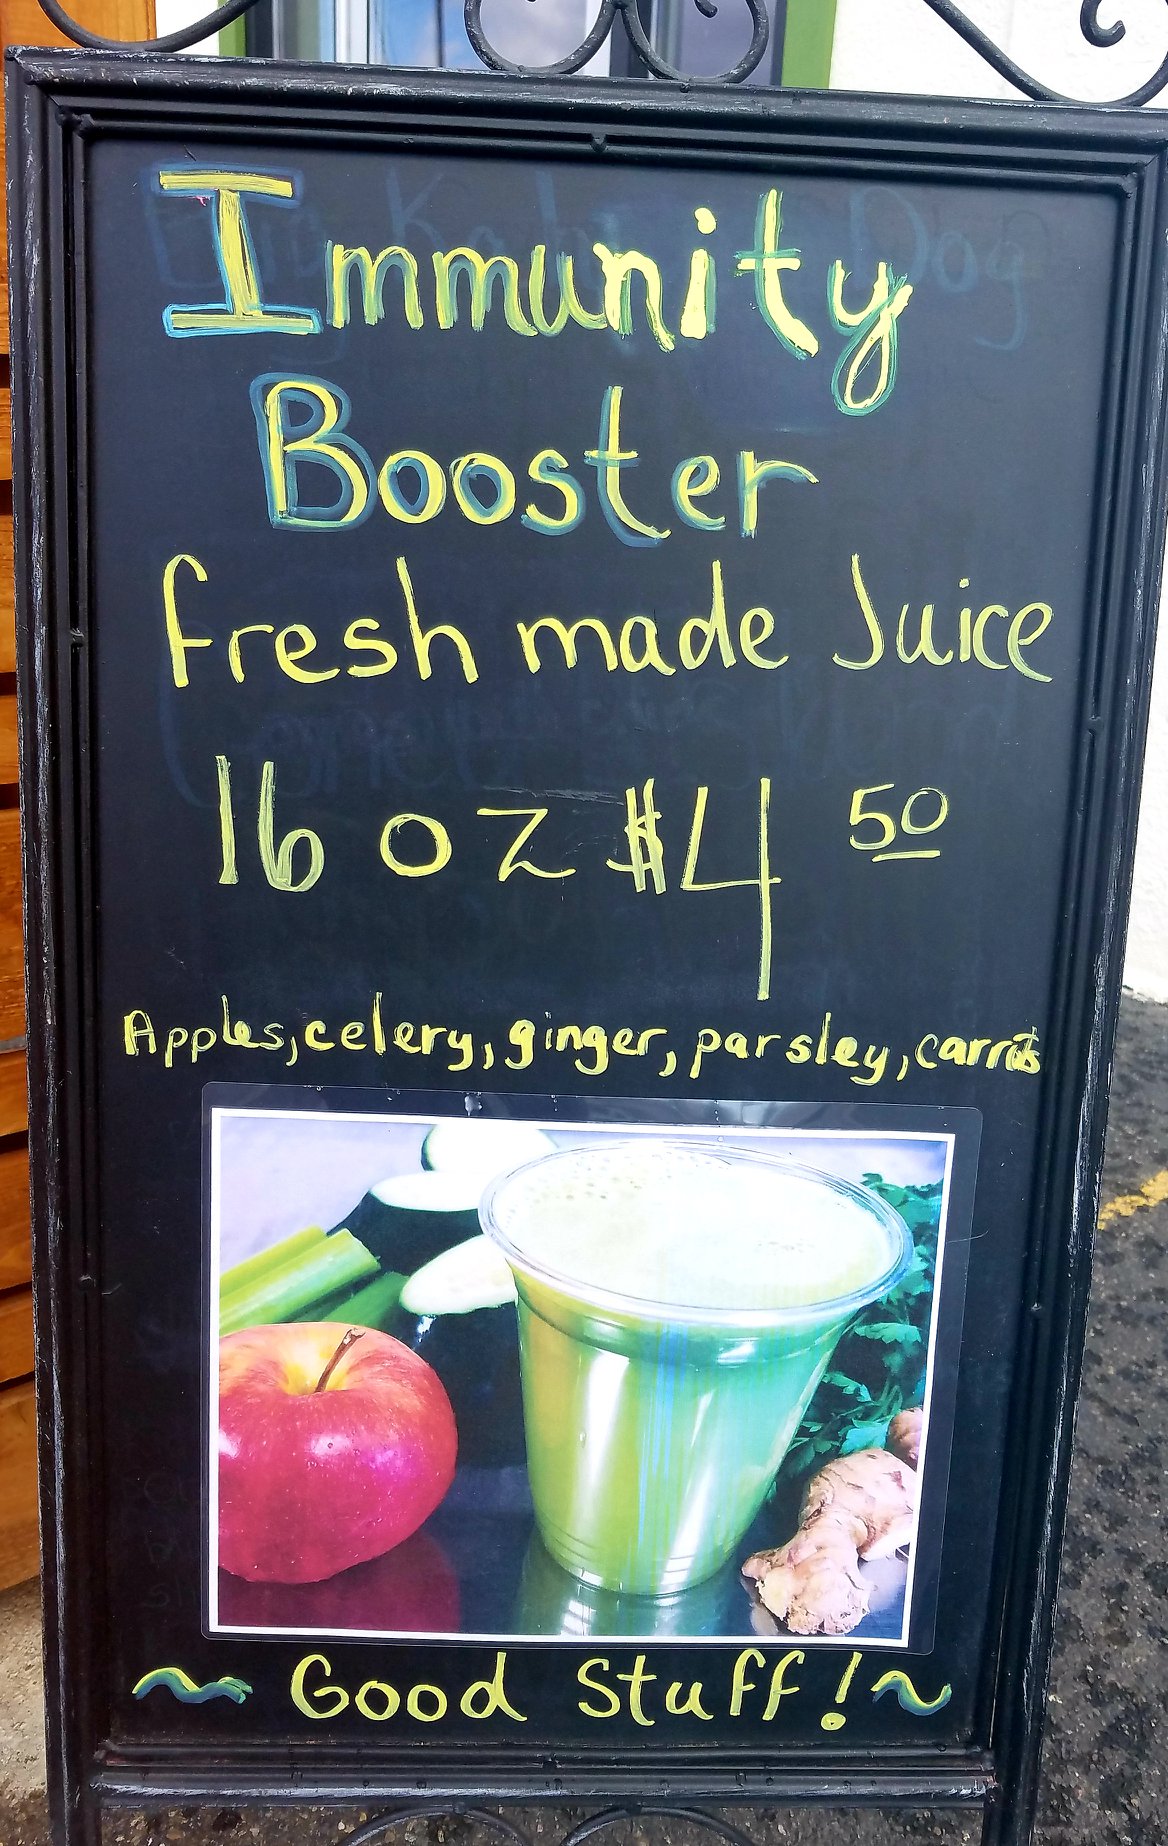 Immunity
Booster
fresh made Juice
16 oz $4 50
Apples, celery, ginger, parsley, carrots
~ Good Stuff! ~